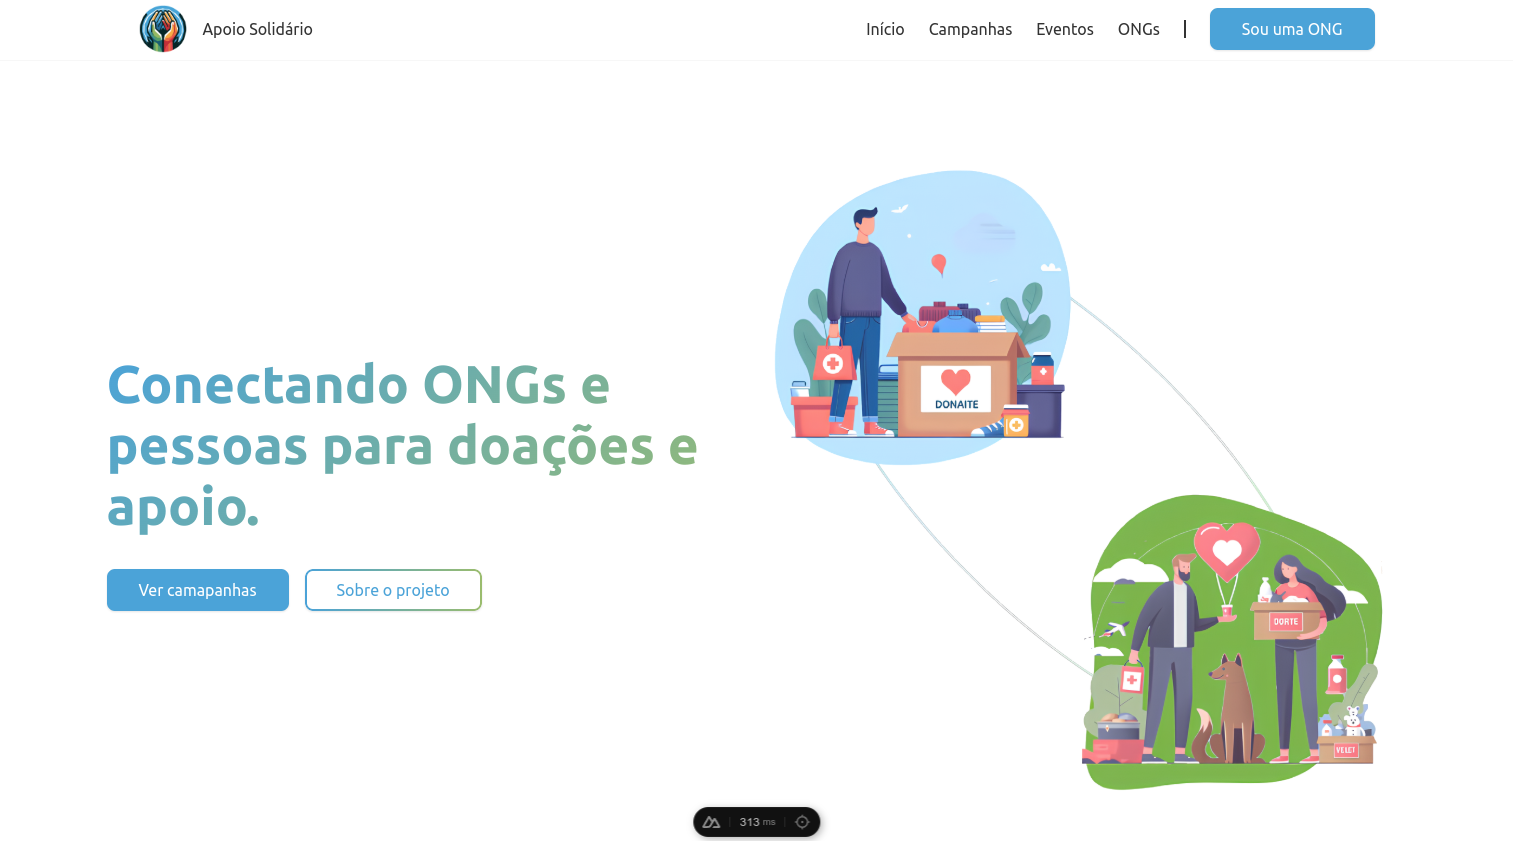 Apoio Solidário
Início
Campanhas
Eventos
ONGs
Sou uma ONG
Conectando ONGs e
pessoas para doações e
apoio.
Ver camapanhas
Sobre o projeto
DONAITE
DORTE
VELET
313 ms